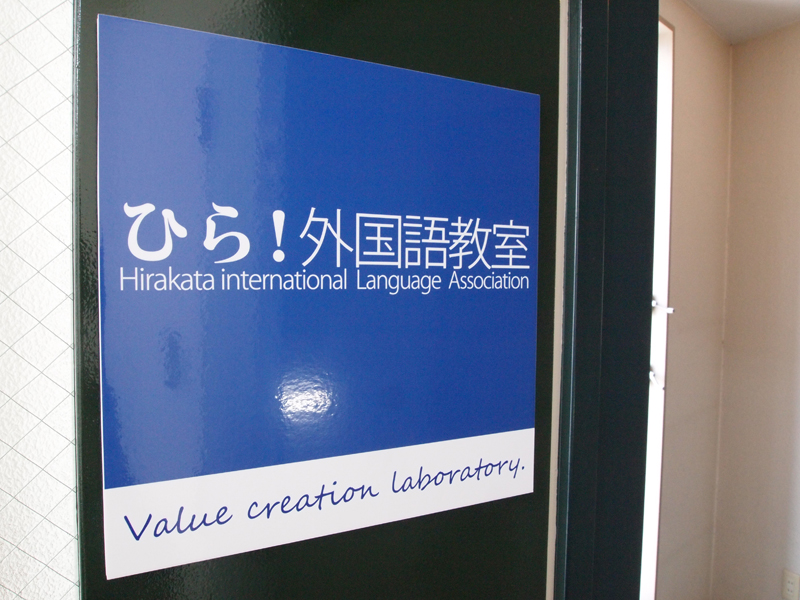 ひら!外国語教室
Hirakata international Language Association
Value creation laboratory.